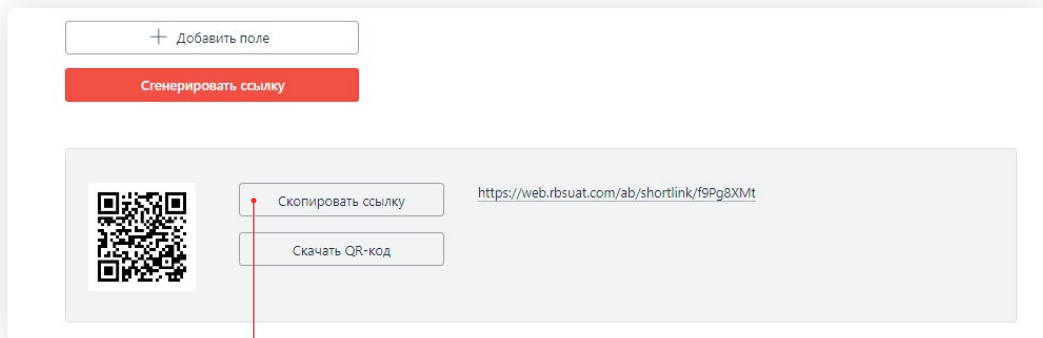 Добавить поле
Сгенерировать ссылку
Скопировать ссылку
https://web.rbsuat.com/ab/shortlink/f9Pg8XMt
Скачать QR-код